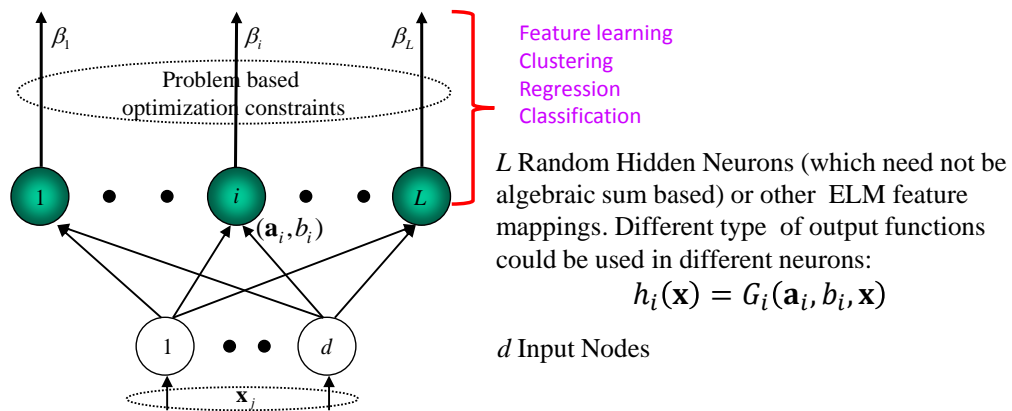 β₁ βᵢ β_L
Feature learning
Clustering
Regression
Classification
Problem based
optimization constraints
1 i L
(𝐚ᵢ, bᵢ)
L Random Hidden Neurons (which need not be
algebraic sum based) or other ELM feature
mappings. Different type of output functions
could be used in different neurons:
hᵢ(𝐱) = Gᵢ(𝐚ᵢ, bᵢ, 𝐱)
1 d
d Input Nodes
𝐱ⱼ